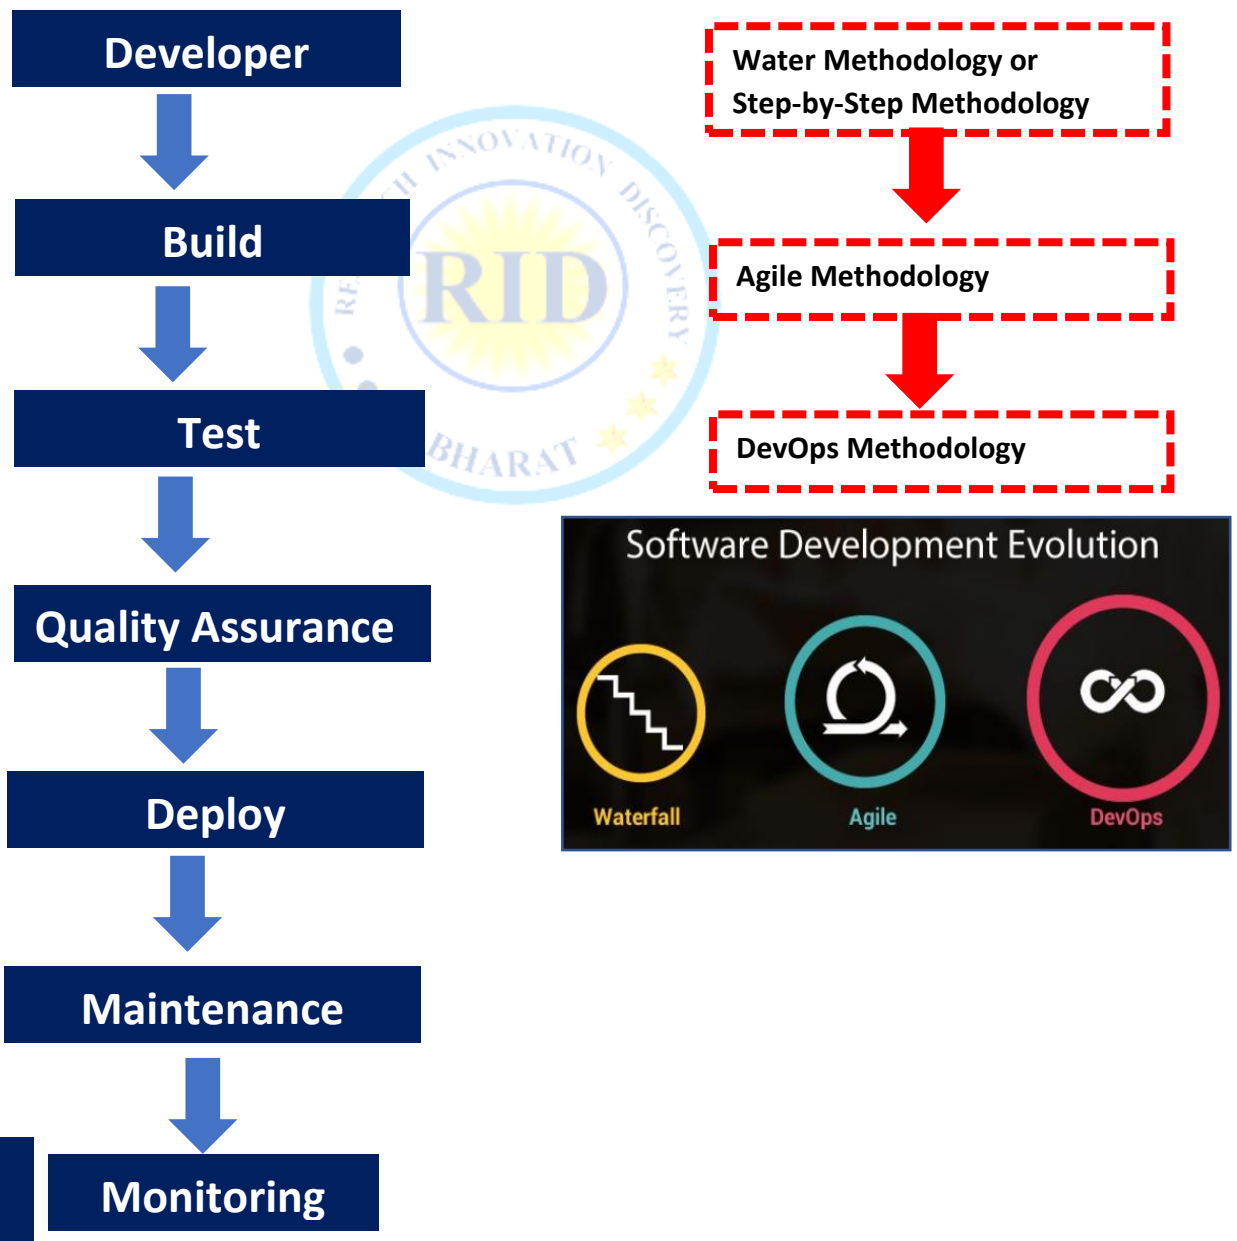 Developer
Build
Test
Quality Assurance
Deploy
Maintenance
Monitoring
Water Methodology or
Step-by-Step Methodology
Agile Methodology
DevOps Methodology
INNOVATION DISCOVERY
RID
BHARAT
Software Development Evolution
Waterfall
Agile
DevOps